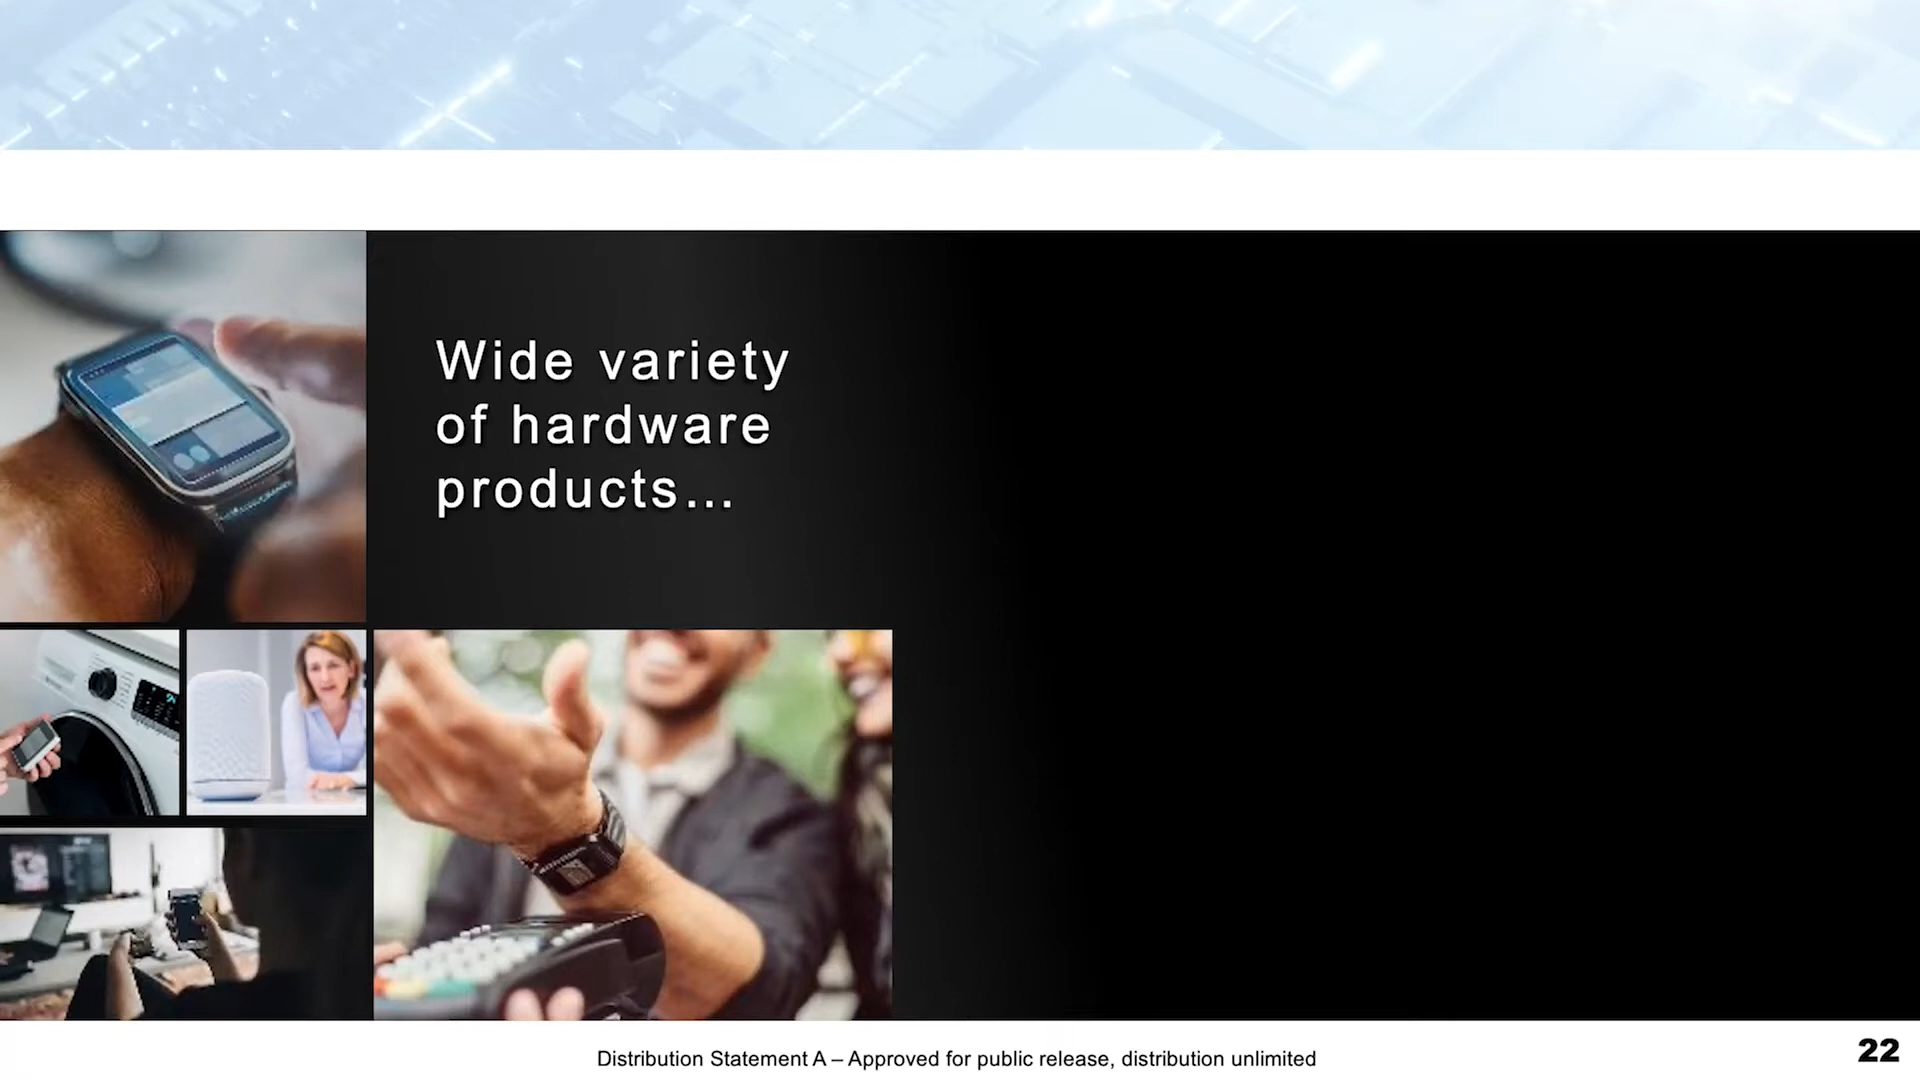 Wide variety
of hardware
products...
Distribution Statement A – Approved for public release, distribution unlimited
22